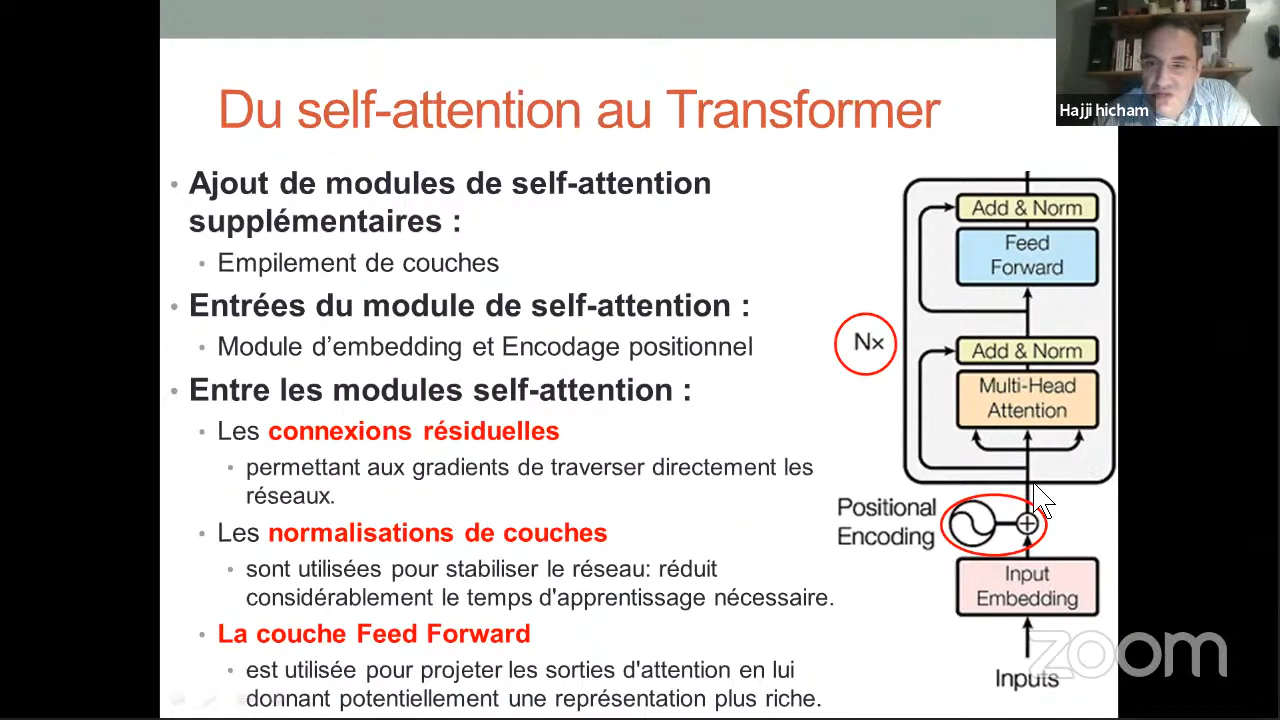 Du self-attention au Transformer
Hajji hicham
• Ajout de modules de self-attention
supplémentaires :
• Empilement de couches
• Entrées du module de self-attention :
• Module d’embedding et Encodage positionnel
• Entre les modules self-attention :
• Les connexions résiduelles
• permettant aux gradients de traverser directement les
réseaux.
• Les normalisations de couches
• sont utilisées pour stabiliser le réseau: réduit
considérablement le temps d'apprentissage nécessaire.
• La couche Feed Forward
• est utilisée pour projeter les sorties d'attention en lui
donnant potentiellement une représentation plus riche.
Add & Norm
Feed
Forward
N×
Add & Norm
Multi-Head
Attention
Positional
Encoding
Input
Embedding
Inputs
zoom